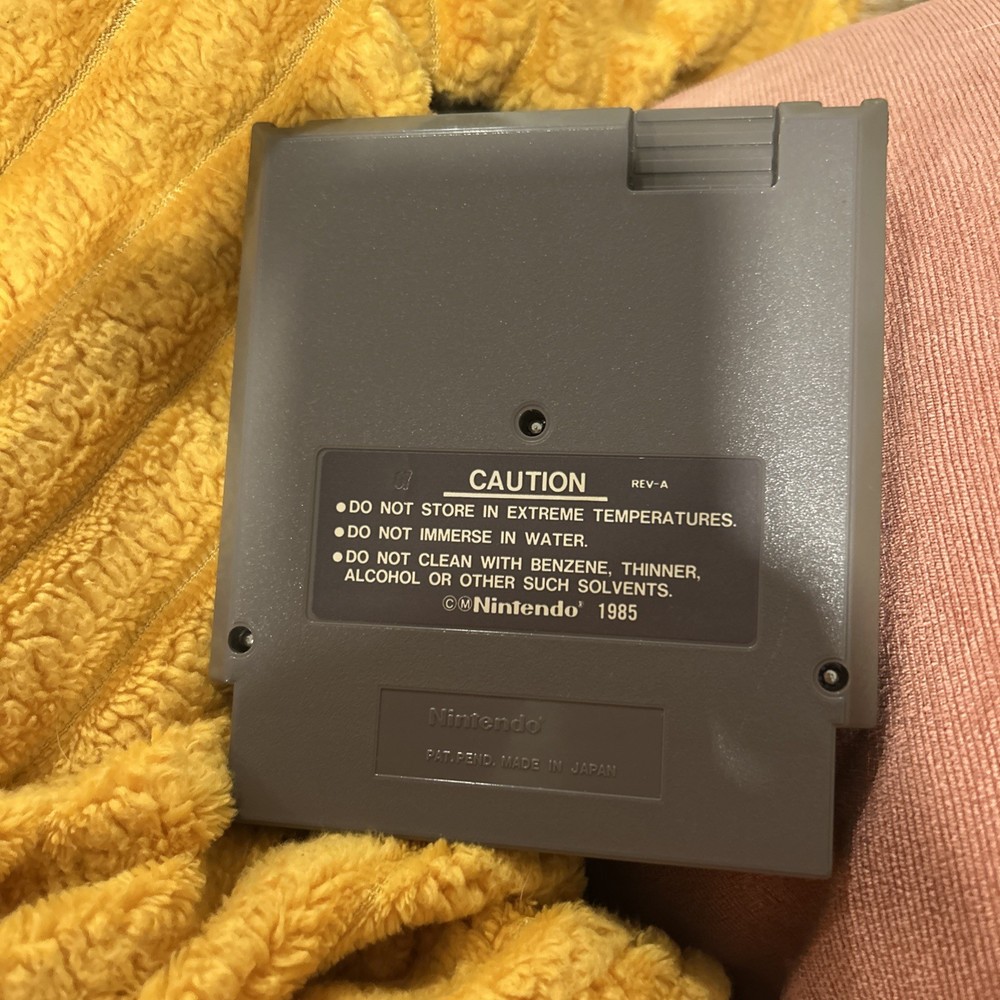 CAUTION REV-A
●DO NOT STORE IN EXTREME TEMPERATURES.
●DO NOT IMMERSE IN WATER.
●DO NOT CLEAN WITH BENZENE, THINNER,
ALCOHOL OR OTHER SUCH SOLVENTS.
©ⓂNintendo® 1985
Nintendo®
PAT.PEND. MADE IN JAPAN